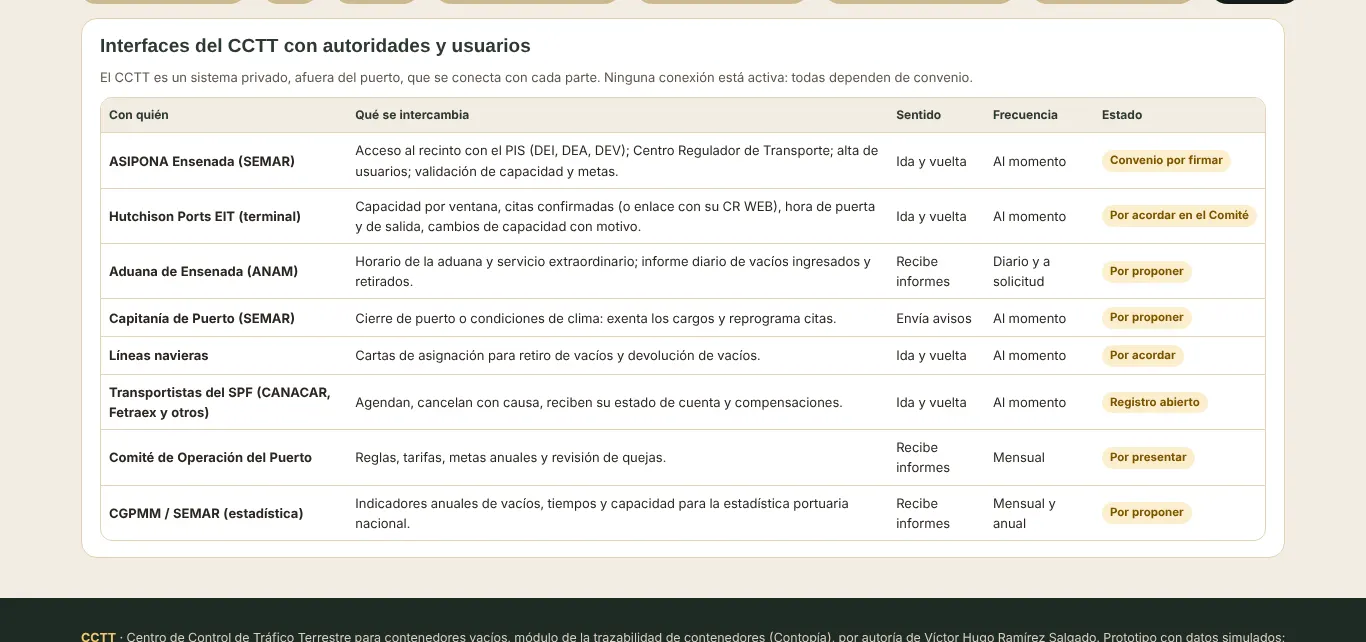 Interfaces del CCTT con autoridades y usuarios
El CCTT es un sistema privado, afuera del puerto, que se conecta con cada parte. Ninguna conexión está activa: todas dependen de convenio.
Con quién Qué se intercambia Sentido Frecuencia Estado
ASIPONA Ensenada (SEMAR) Acceso al recinto con el PIS (DEI, DEA, DEV); Centro Regulador de Transporte; alta de usuarios; validación de capacidad y metas. Ida y vuelta Al momento Convenio por firmar
Hutchison Ports EIT (terminal) Capacidad por ventana, citas confirmadas (o enlace con su CR WEB), hora de puerta y de salida, cambios de capacidad con motivo. Ida y vuelta Al momento Por acordar en el Comité
Aduana de Ensenada (ANAM) Horario de la aduana y servicio extraordinario; informe diario de vacíos ingresados y retirados. Recibe informes Diario y a solicitud Por proponer
Capitanía de Puerto (SEMAR) Cierre de puerto o condiciones de clima: exenta los cargos y reprograma citas. Envía avisos Al momento Por proponer
Líneas navieras Cartas de asignación para retiro de vacíos y devolución de vacíos. Ida y vuelta Al momento Por acordar
Transportistas del SPF (CANACAR, Fetraex y otros) Agendan, cancelan con causa, reciben su estado de cuenta y compensaciones. Ida y vuelta Al momento Registro abierto
Comité de Operación del Puerto Reglas, tarifas, metas anuales y revisión de quejas. Recibe informes Mensual Por presentar
CGPMM / SEMAR (estadística) Indicadores anuales de vacíos, tiempos y capacidad para la estadística portuaria nacional. Recibe informes Mensual y anual Por proponer
CCTT · Centro de Control de Tráfico Terrestre para contenedores vacíos, módulo de la trazabilidad de contenedores (Contopía), por autoría de Víctor Hugo Ramírez Salgado. Prototipo con datos simulados;